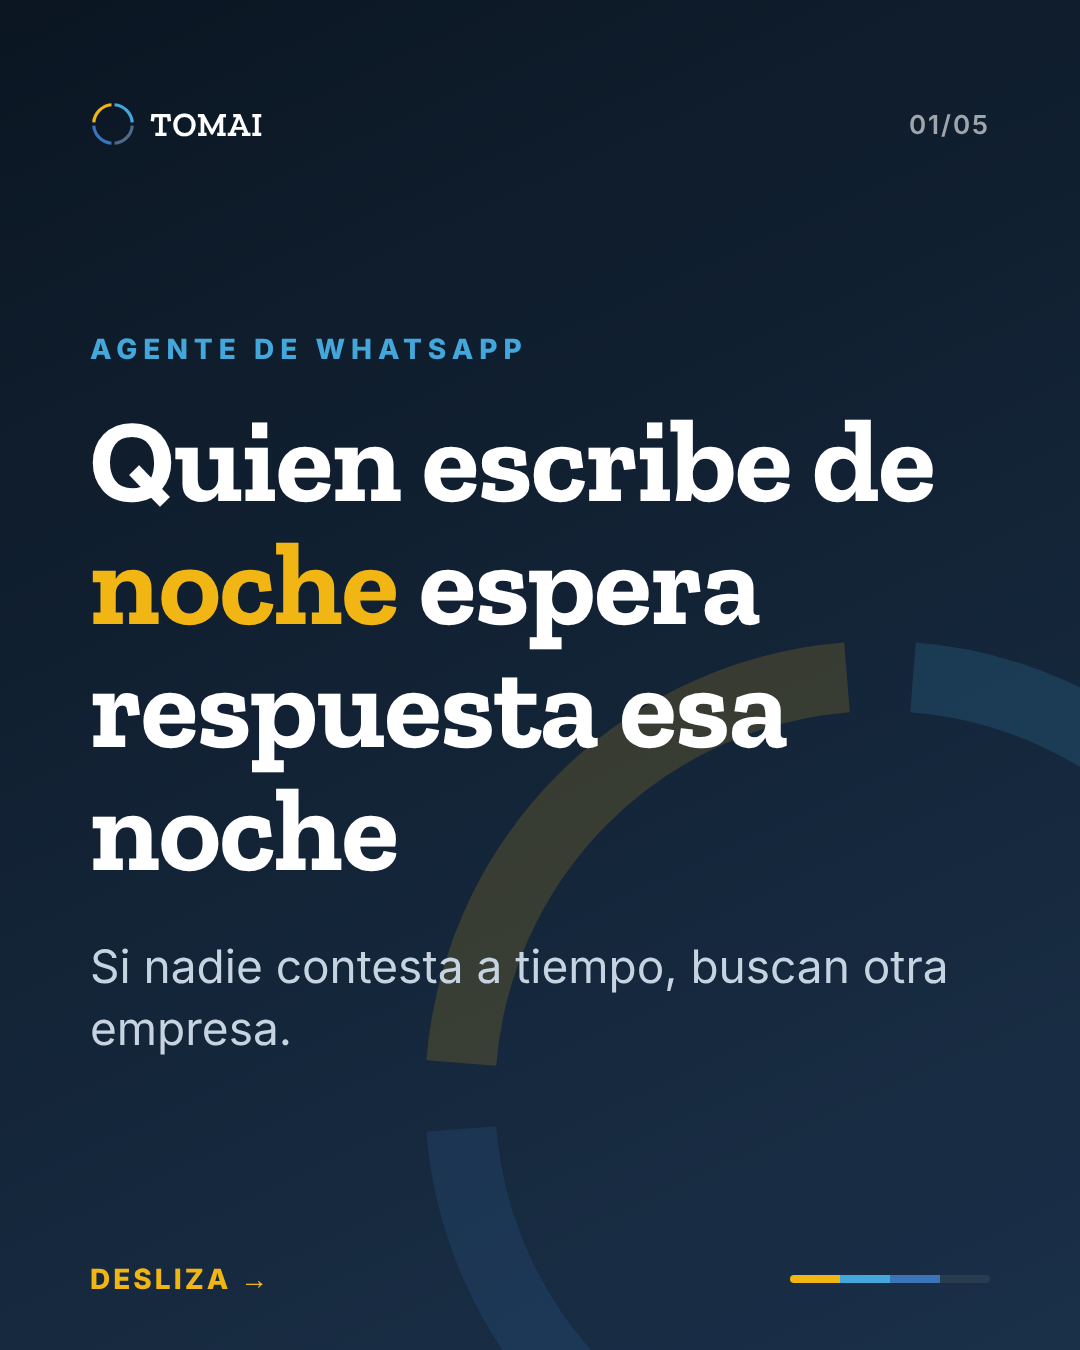 TOMAI
01/05
AGENTE DE WHATSAPP
Quien escribe de
noche espera
respuesta esa
noche
Si nadie contesta a tiempo, buscan otra
empresa.
DESLIZA →